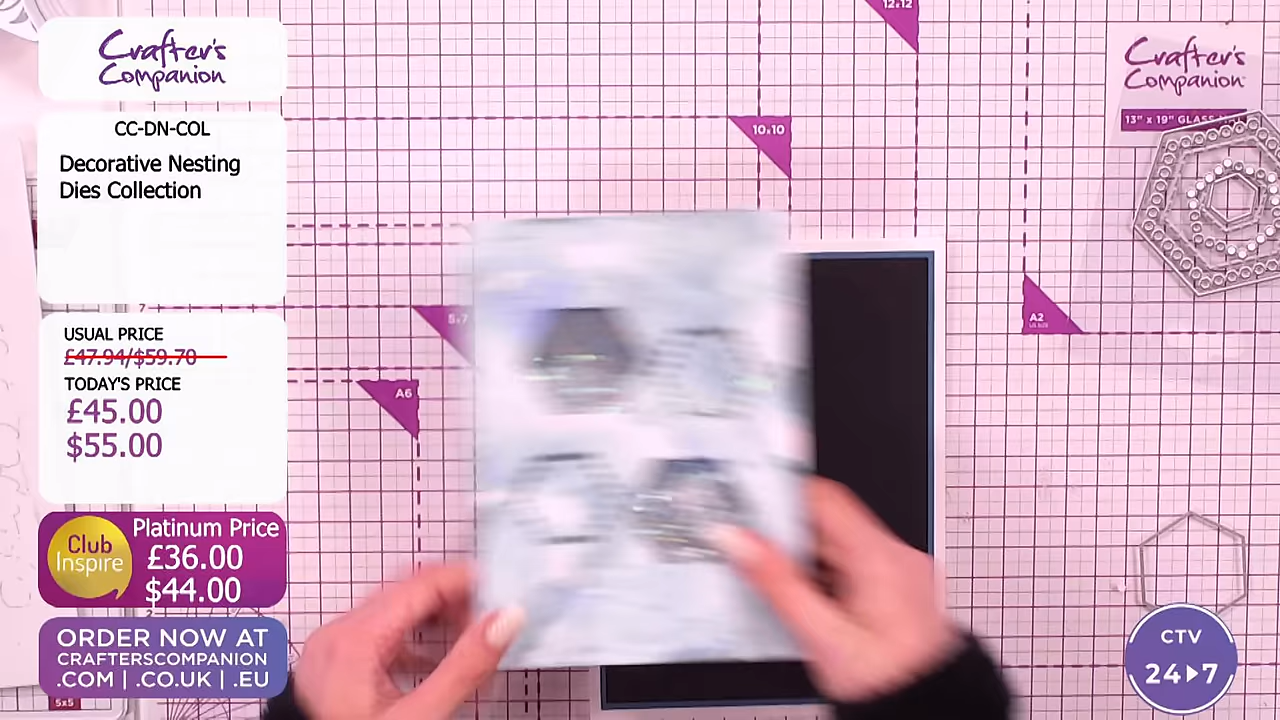 Crafter's
Companion
CC-DN-COL
Decorative Nesting
Dies Collection
USUAL PRICE
£47.94/$59.70
TODAY'S PRICE
£45.00
$55.00
Club
Inspire
Platinum Price
£36.00
$44.00
ORDER NOW AT
CRAFTERSCOMPANION
.COM | .CO.UK | .EU
12x12
10x10
5x7
A6
A2
5x5
Crafter's
Companion
13" x 19" GLASS MAT
CTV
24▶7